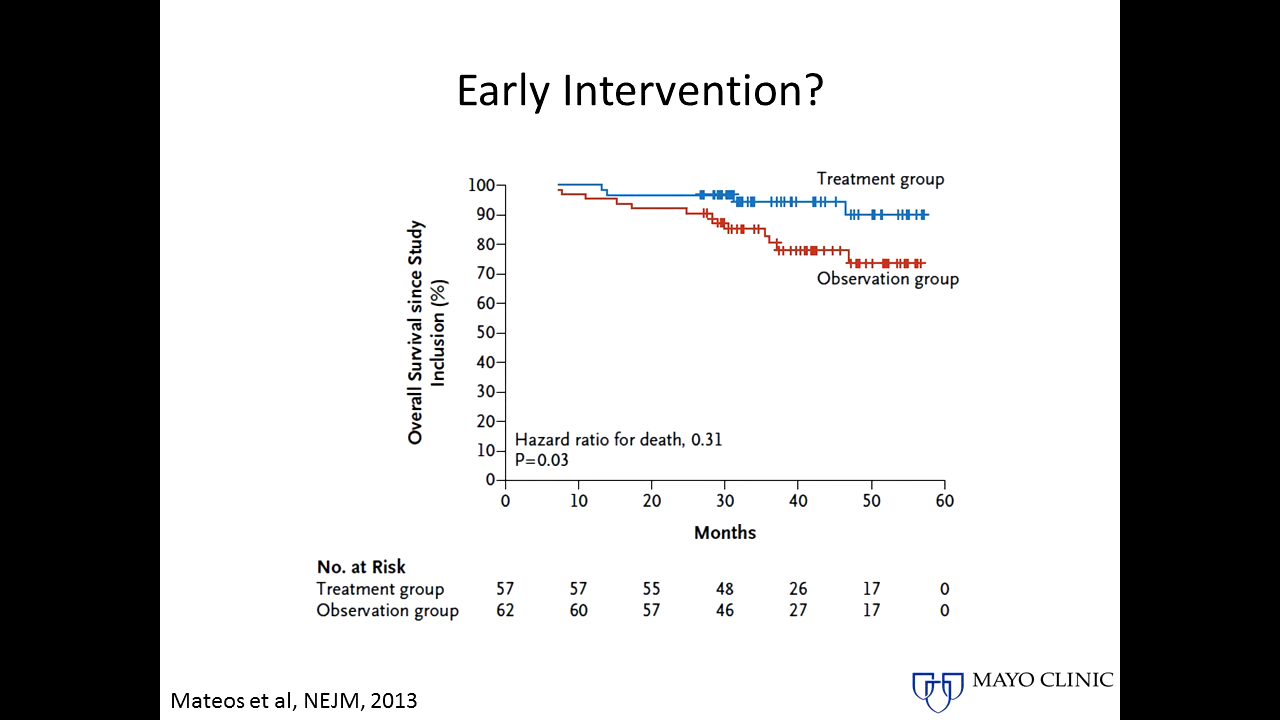 Early Intervention?
Treatment group
Observation group
Overall Survival since Study
Inclusion (%)
100
90
80
70
60
50
40
30
20
10
0
Hazard ratio for death, 0.31
P=0.03
0 10 20 30 40 50 60
Months
No. at Risk
Treatment group 57 57 55 48 26 17 0
Observation group 62 60 57 46 27 17 0
Mateos et al, NEJM, 2013
MAYO CLINIC